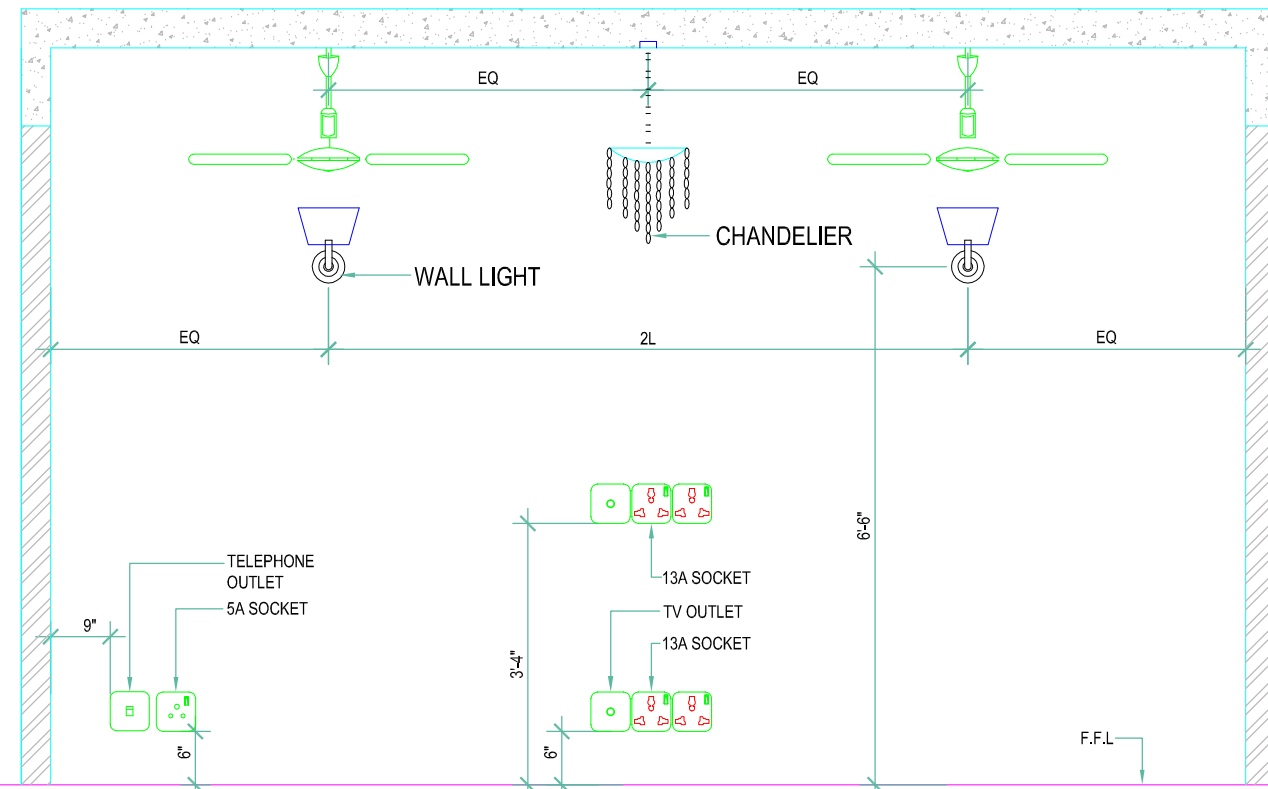 EQ
EQ
CHANDELIER
WALL LIGHT
EQ
2L
EQ
6'-6"
TELEPHONE
OUTLET
5A SOCKET
9"
6"
13A SOCKET
TV OUTLET
13A SOCKET
3'-4"
6"
F.F.L